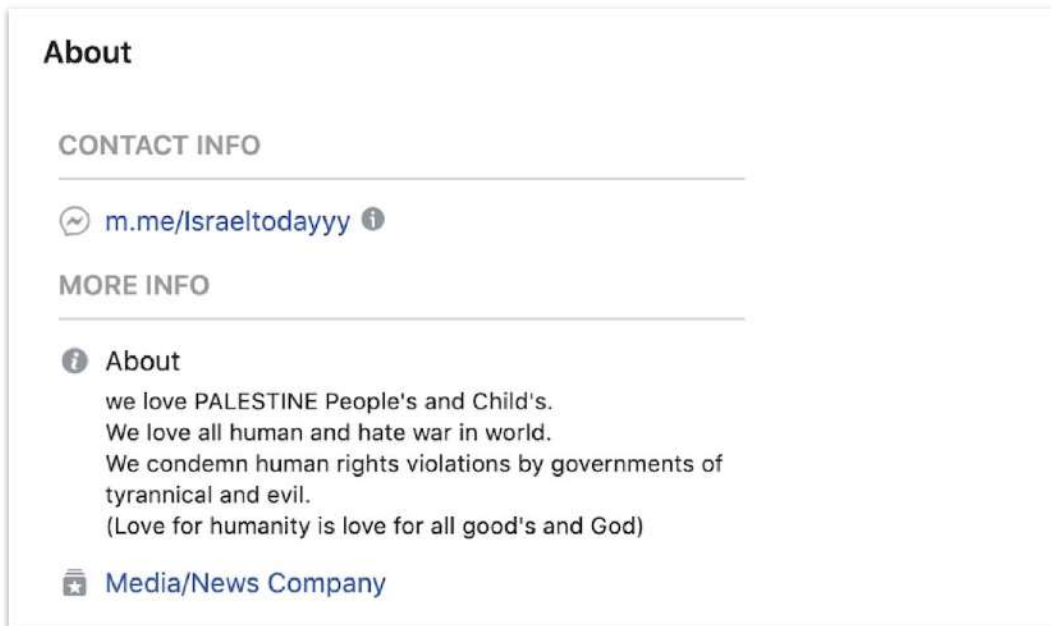 About
CONTACT INFO
m.me/Israeltodayyy
MORE INFO
About
we love PALESTINE People's and Child's.
We love all human and hate war in world.
We condemn human rights violations by governments of
tyrannical and evil.
(Love for humanity is love for all good's and God)
Media/News Company